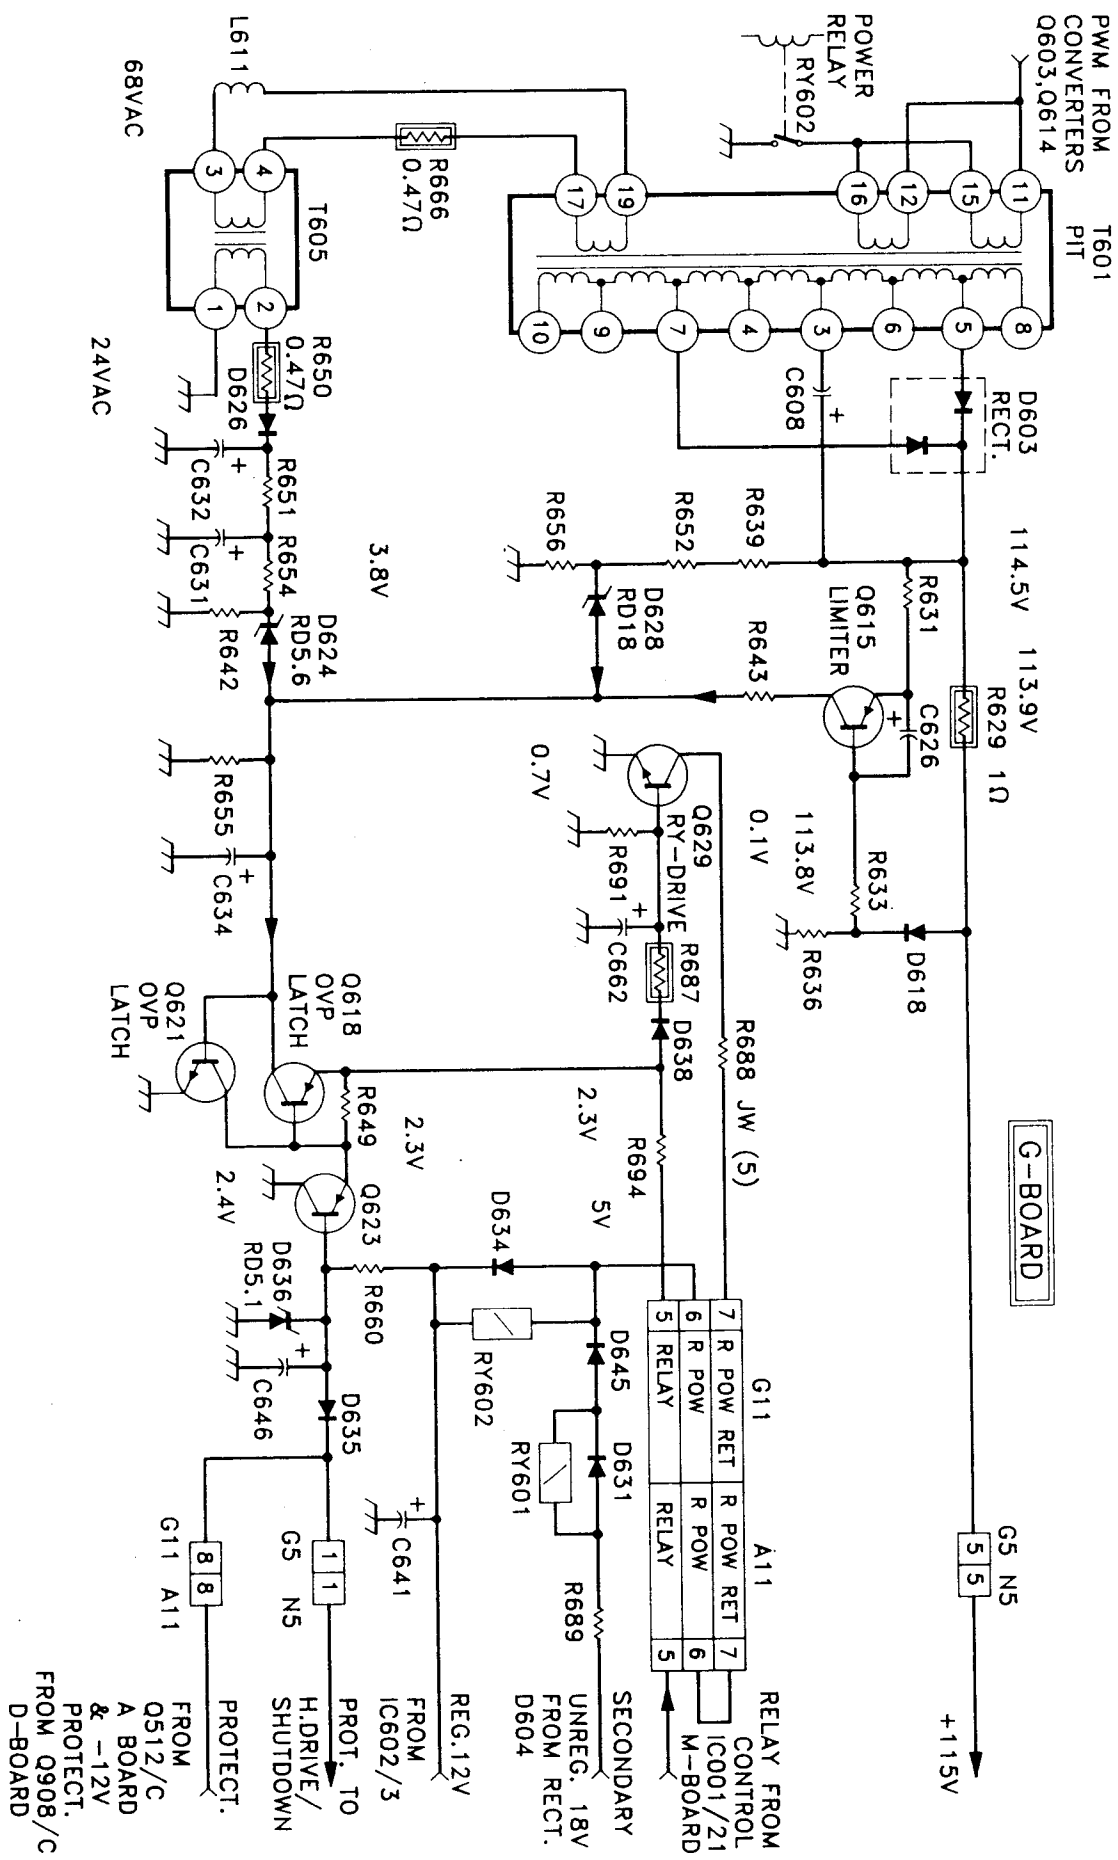 G-BOARD
PWM FROM
CONVERTERS
Q603,Q614
T601
PIT
POWER
RELAY
RY602
11
15
12
16
19
17
8
5
6
3
4
7
9
10
D603
RECT.
C608
+
114.5V
113.9V
R629 1Ω
G5 N5
5 5
+115V
R631
C626
+
Q615
LIMITER
R633
D618
R636
113.8V
0.1V
R639
R652
R656
D628
RD18
R643
Q629
RY-DRIVE
0.7V
R691
+
C662
R687
D638
R688 JW (5)
2.3V
R694
5V
G11
A11
7 R POW RET R POW RET 7
6 R POW R POW 6
5 RELAY RELAY 5
RELAY FROM
CONTROL
IC001/21
M-BOARD
SECONDARY
UNREG. 18V
FROM RECT.
D604
R689
D645
D631
RY601
D634
RY602
REG.12V
FROM
IC602/3
+
C641
L611
68VAC
R666
0.47Ω
3
4
T605
1
2
24VAC
R650
0.47Ω
D626
+
C632
R651
+
C631
R654
R642
D624
RD5.6
3.8V
R655
+
C634
Q618
OVP
LATCH
Q621
OVP
LATCH
R649
2.3V
Q623
2.4V
R660
D636
RD5.1
+
C646
D635
1 1
G5 N5
PROT. TO
H.DRIVE/
SHUTDOWN
8 8
G11 A11
PROTECT.
FROM
Q512/C
A BOARD
& -12V
PROTECT.
FROM Q908/C
D-BOARD